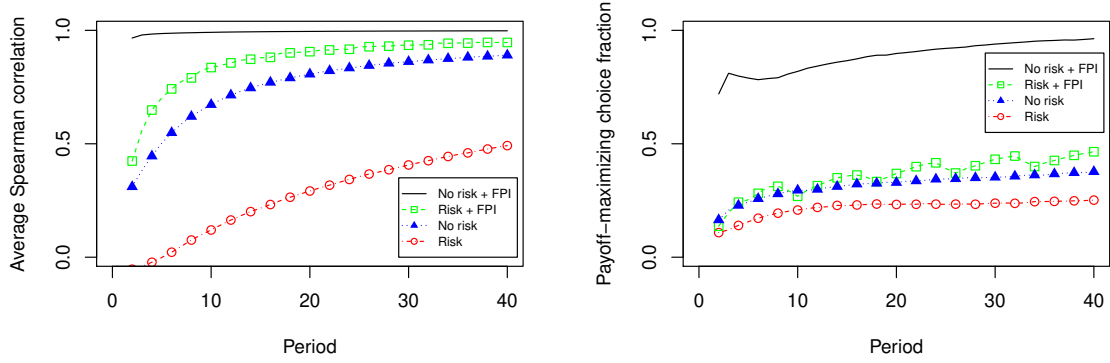 Average Spearman correlation
1.0
0.5
0.0
No risk + FPI
Risk + FPI
No risk
Risk
0
10
20
30
40
Period
Payoff−maximizing choice fraction
1.0
0.5
0.0
No risk + FPI
Risk + FPI
No risk
Risk
0
10
20
30
40
Period